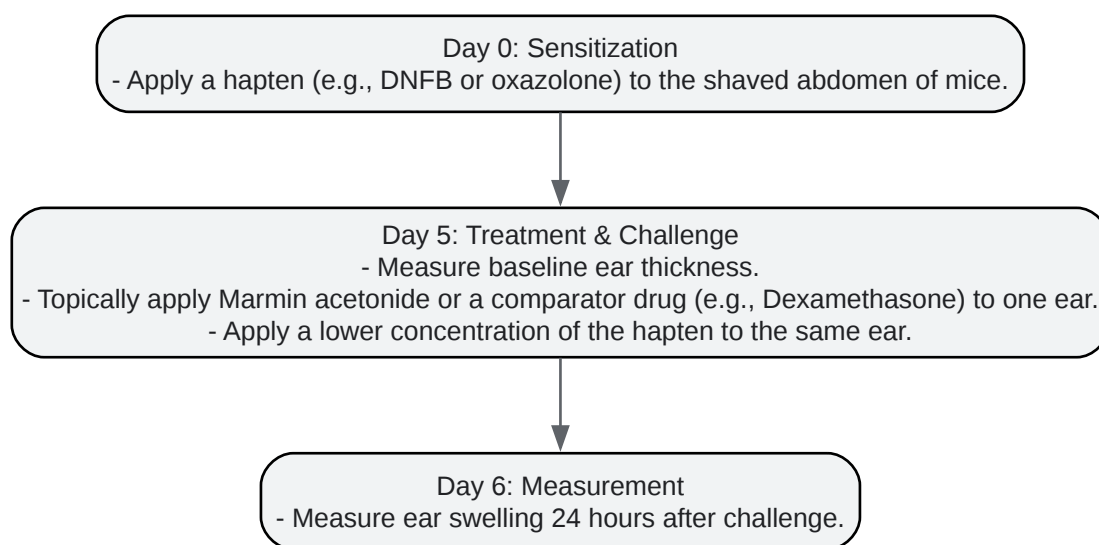 Day 0: Sensitization
- Apply a hapten (e.g., DNFB or oxazolone) to the shaved abdomen of mice.
Day 5: Treatment & Challenge
- Measure baseline ear thickness.
- Topically apply Marmin acetonide or a comparator drug (e.g., Dexamethasone) to one ear.
- Apply a lower concentration of the hapten to the same ear.
Day 6: Measurement
- Measure ear swelling 24 hours after challenge.